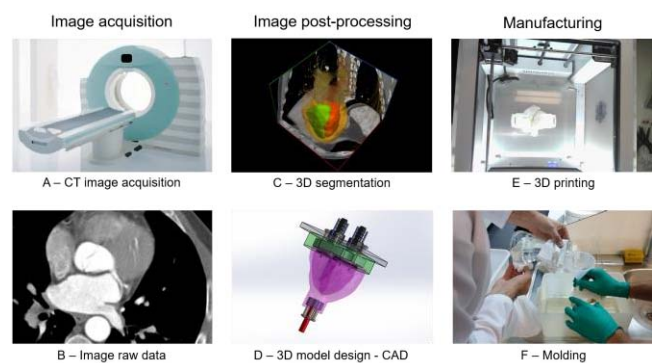 Image acquisition
Image post-processing
Manufacturing
A – CT image acquisition
C – 3D segmentation
E – 3D printing
B – Image raw data
D – 3D model design - CAD
F – Molding